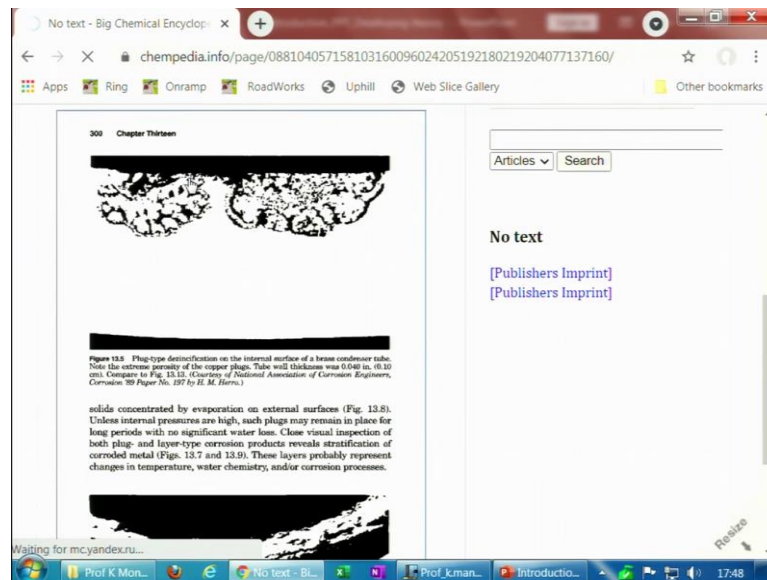 No text - Big Chemical Encyclop
chempedia.info/page/088104057158103160096024205192180219204077137160/
Apps Ring Onramp RoadWorks Uphill Web Slice Gallery Other bookmarks
300 Chapter Thirteen
Figure 13.5 Plug-type dezincification on the internal surface of a brass condenser tube.
Note the extreme porosity of the copper plugs. Tube wall thickness was 0.040 in. (0.10
cm). Compare to Fig. 13.13. (Courtesy of National Association of Corrosion Engineers,
Corrosion '89 Paper No. 197 by H. M. Herro.)
solids concentrated by evaporation on external surfaces (Fig. 13.8).
Unless internal pressures are high, such plugs may remain in place for
long periods with no significant water loss. Close visual inspection of
both plug- and layer-type corrosion products reveals stratification of
corroded metal (Figs. 13.7 and 13.9). These layers probably represent
changes in temperature, water chemistry, and/or corrosion processes.
Articles Search
No text
[Publishers Imprint]
[Publishers Imprint]
Resize
Waiting for mc.yandex.ru...
Prof K Mon... No text - Bi... Prof_k.man... Introductio... 17:48